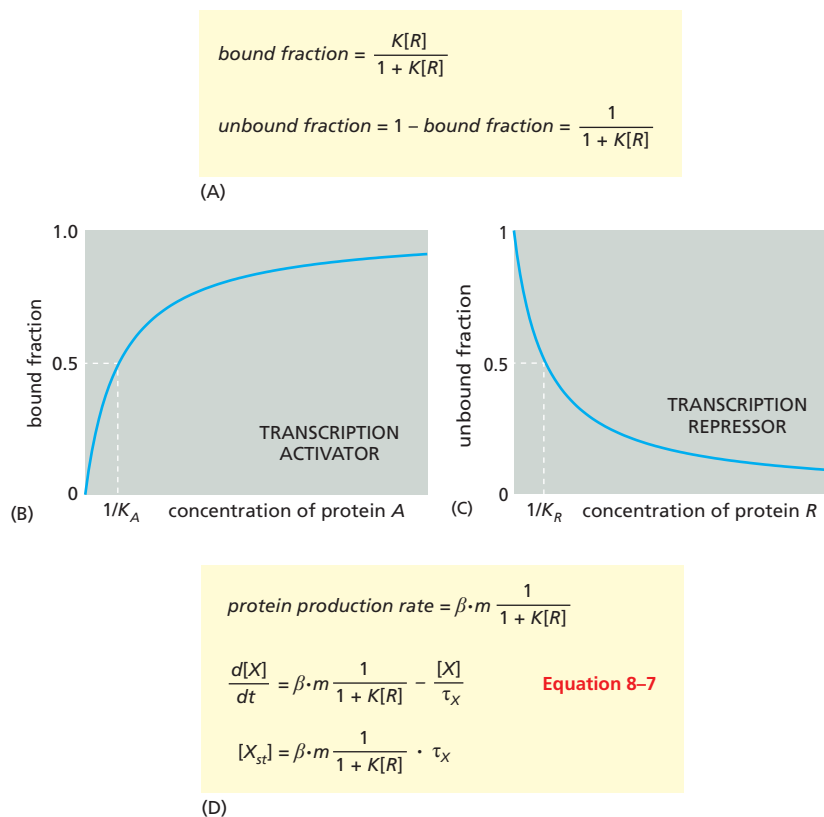 bound fraction = K[R] / 1 + K[R]
unbound fraction = 1 – bound fraction = 1 / 1 + K[R]
(A)
1.0
0.5
0
bound fraction
TRANSCRIPTION
ACTIVATOR
(B)
1/K_A
concentration of protein A
1
0.5
0
unbound fraction
TRANSCRIPTION
REPRESSOR
(C)
1/K_R
concentration of protein R
protein production rate = β·m 1 / 1 + K[R]
d[X] / dt = β·m 1 / 1 + K[R] – [X] / τ_X Equation 8–7
[X_st] = β·m 1 / 1 + K[R] · τ_X
(D)